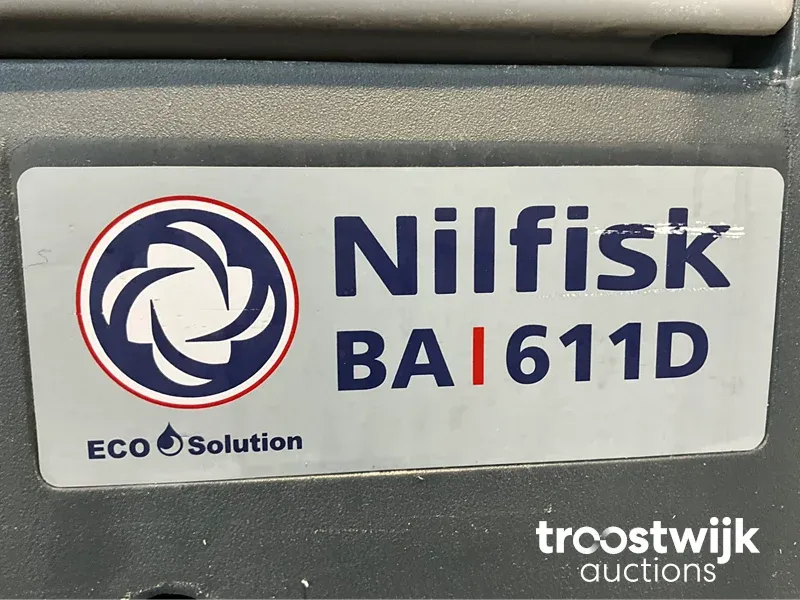 Nilfisk
BA|611D
ECO Solution
troostwijk
auctions